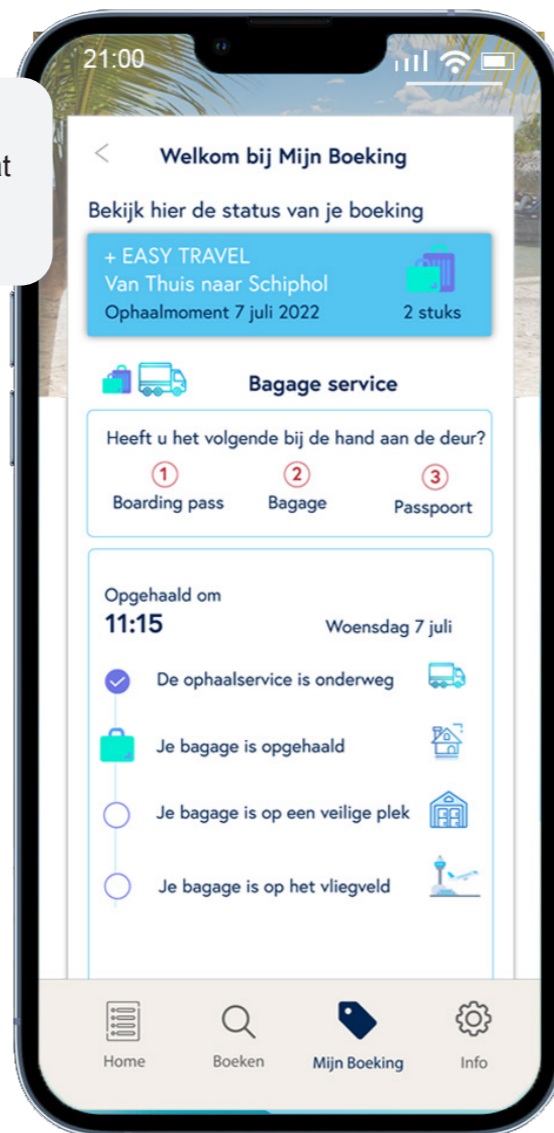 21:00
Welkom bij Mijn Boeking
Bekijk hier de status van je boeking
+ EASY TRAVEL
Van Thuis naar Schiphol
Ophaalmoment 7 juli 2022 2 stuks
Bagage service
Heeft u het volgende bij de hand aan de deur?
1 2 3
Boarding pass Bagage Passpoort
Opgehaald om
11:15 Woensdag 7 juli
De ophaalservice is onderweg
Je bagage is opgehaald
Je bagage is op een veilige plek
Je bagage is op het vliegveld
Home Boeken Mijn Boeking Info